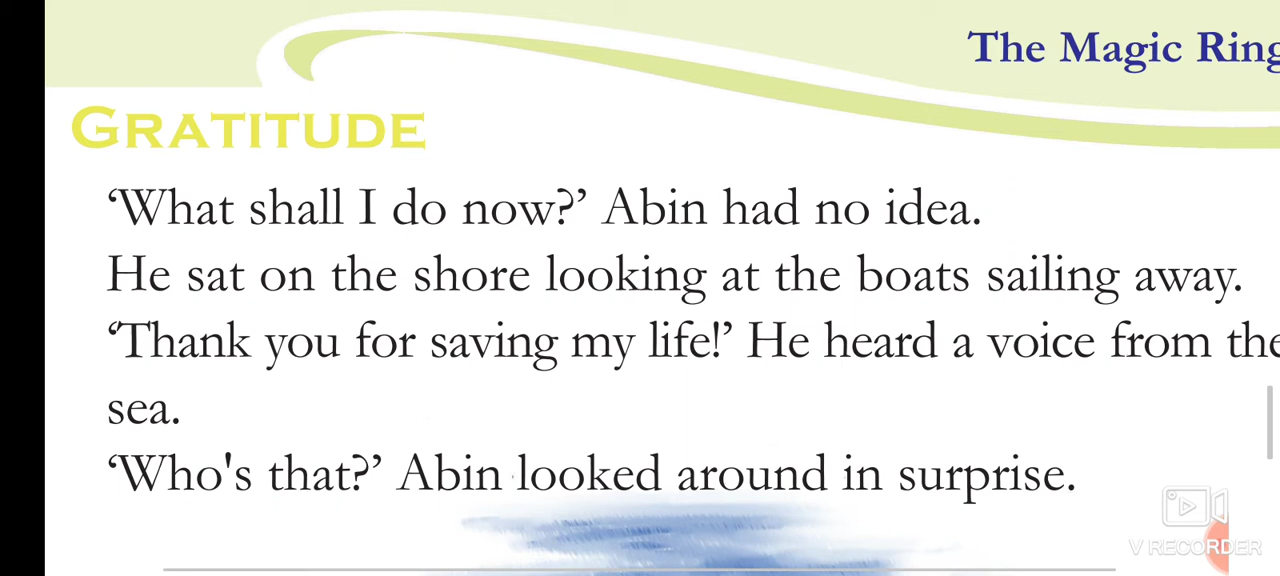 The Magic Ring
GRATITUDE
‘What shall I do now?’ Abin had no idea.
He sat on the shore looking at the boats sailing away.
‘Thank you for saving my life!’ He heard a voice from the
sea.
‘Who's that?’ Abin looked around in surprise.
V RECORDER